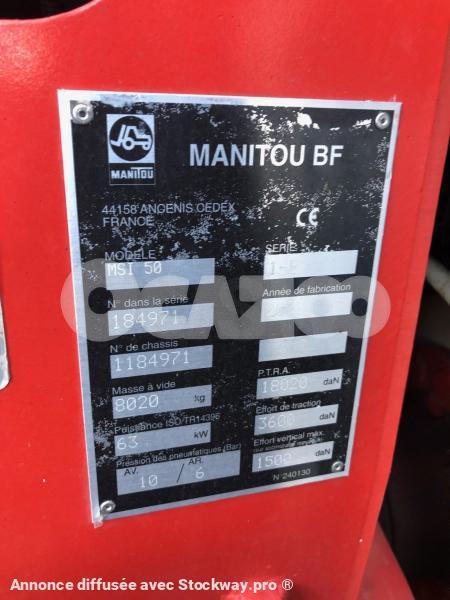 MANITOU
MANITOU BF
44158 ANCENIS CEDEX
FRANCE
CE
MODELE
MSI 50
SERIE
N° dans la série
184971
Année de fabrication
N° de chassis
1184971
Masse à vide
8020 kg
P.T.R.A.
18020 daN
Puissance ISO/TR14396
63 kW
Effort de traction
3600 daN
Pression des pneumatiques (Bar)
AV. AR.
10 / 6
Effort vertical max.
1500 daN
N 240130
OCAZO
Annonce diffusée avec Stockway.pro ®